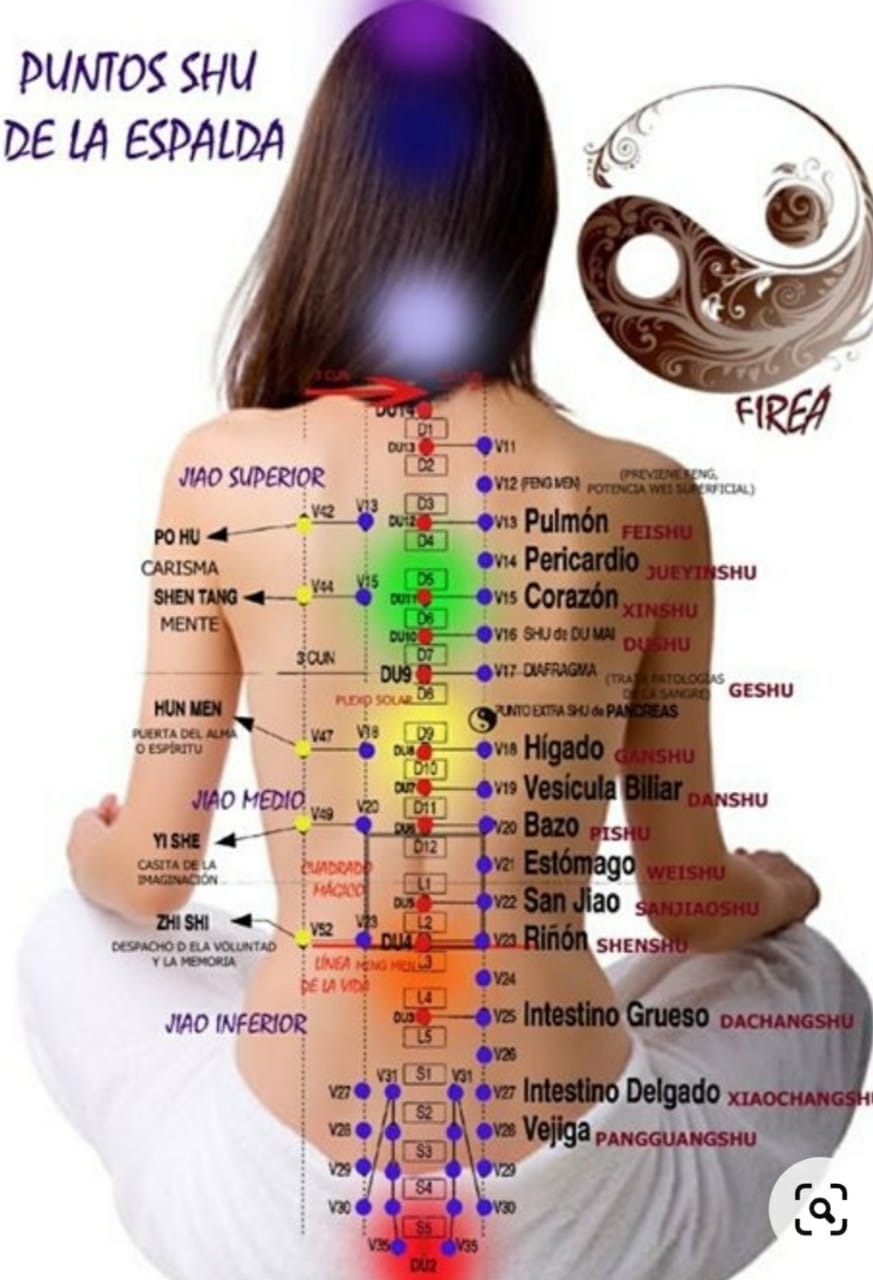 PUNTOS SHU
DE LA ESPALDA
FIREA
3 CUN
DU14
D1
DU13
V11
D2
JIAO SUPERIOR
V12 (FENG MEN)
(PREVIENE FENG,
POTENCIA WEI SUPERFICIAL)
D3
V42
V13
DU12
V13 Pulmón
FEISHU
PO HU
D4
V14 Pericardio
JUEYINSHU
CARISMA
D5
V44
V15
SHEN TANG
DU11
V15 Corazón
XINSHU
MENTE
D6
DU10
V16 SHU de DU MAI
DUSHU
3 CUN
D7
DU9
V17 DIAFRAGMA
(TRATA PATOLOGIAS
DE LA SANGRE)
GESHU
D8
PLEXO SOLAR
HUN MEN
PUNTO EXTRA SHU de PANCREAS
PUERTA DEL ALMA
O ESPÍRITU
V47
V18
D9
DU8
V18 Hígado
GANSHU
D10
JIAO MEDIO
DU7
V19 Vesícula Biliar
DANSHU
V49
V20
D11
DU6
V20 Bazo
PISHU
YI SHE
D12
CASITA DE LA
IMAGINACIÓN
CUADRADO
MÁGICO
V21 Estómago
WEISHU
L1
DU5
V22 San Jiao
SANJIAOSHU
ZHI SHI
L2
V52
V23
DU4
V23 Riñón
SHENSHU
DESPACHO D ELA VOLUNTAD
Y LA MEMORIA
LÍNEA
DE LA VIDA
MING MEN
L3
V24
L4
JIAO INFERIOR
DU3
V25 Intestino Grueso
DACHANGSHU
L5
V26
S1
V31
V31
V27
V27 Intestino Delgado
XIAOCHANGSHU
S2
V28
V28 Vejiga
PANGGUANGSHU
S3
V29
V29
S4
V30
V30
S5
V35
V35
DU2